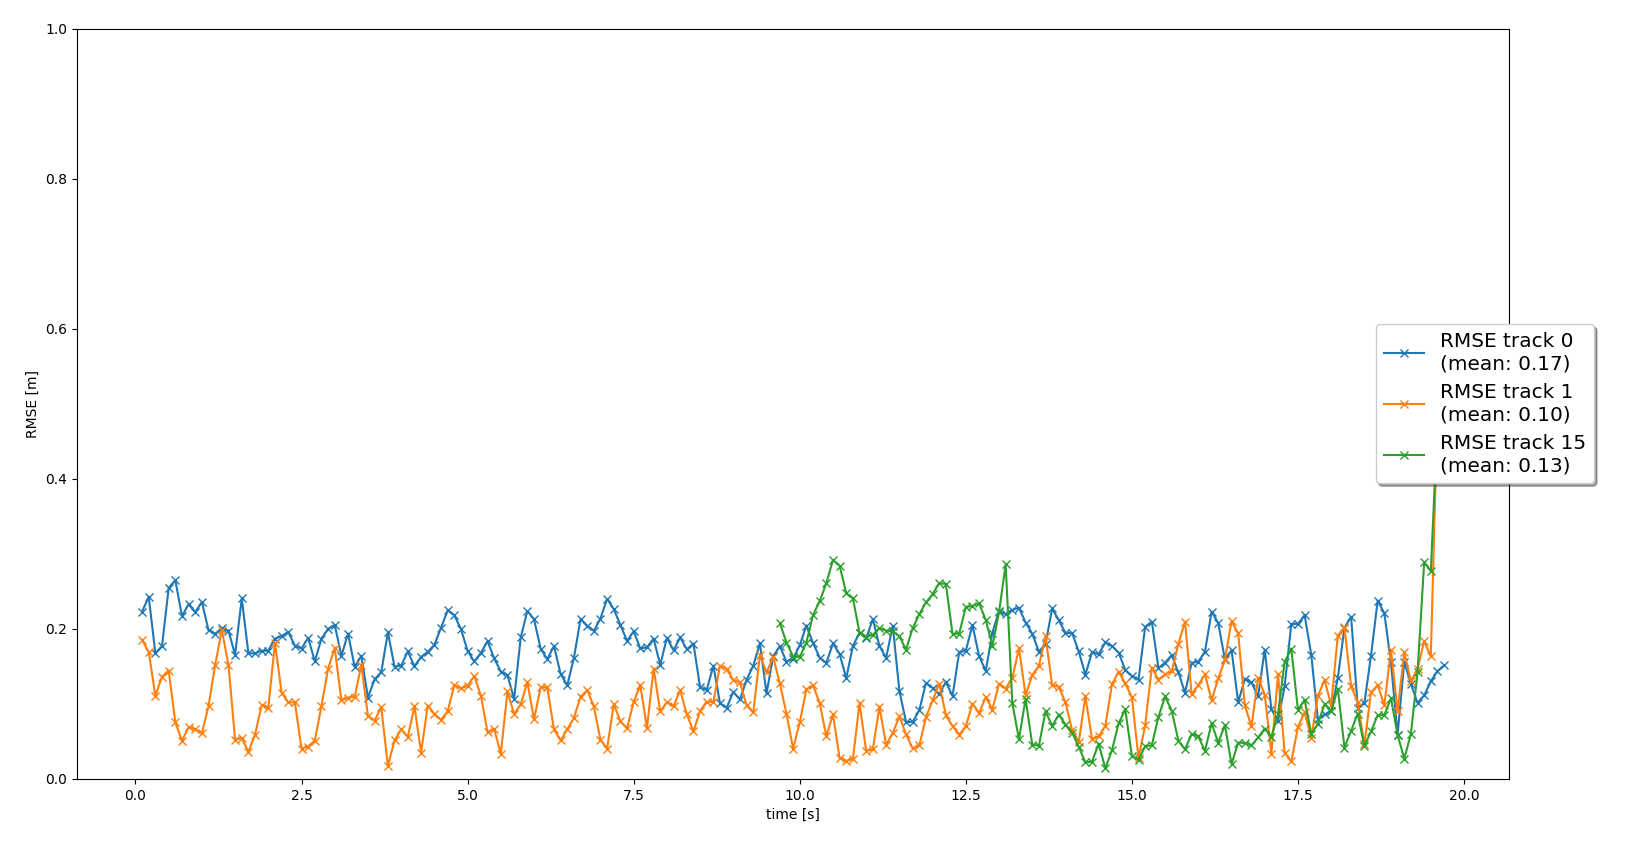 1.0
0.8
0.6
0.4
0.2
0.0
RMSE [m]
0.0 2.5 5.0 7.5 10.0 12.5 15.0 17.5 20.0
time [s]
RMSE track 0
(mean: 0.17)
RMSE track 1
(mean: 0.10)
RMSE track 15
(mean: 0.13)